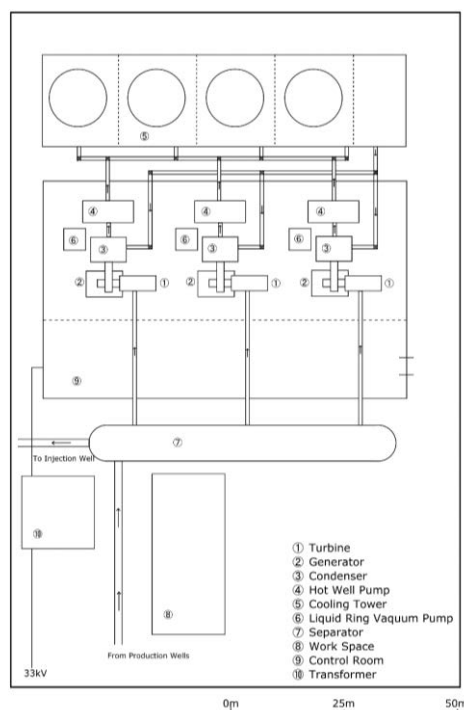 ⑤
④ ④ ④
⑥ ③ ⑥ ③ ⑥ ③
② ① ② ① ② ①
⑨
⑦
To Injection Well
⑩
⑧
From Production Wells
33kV
① Turbine
② Generator
③ Condenser
④ Hot Well Pump
⑤ Cooling Tower
⑥ Liquid Ring Vaquum Pump
⑦ Separator
⑧ Work Space
⑨ Control Room
⑩ Transformer
0m 25m 50m